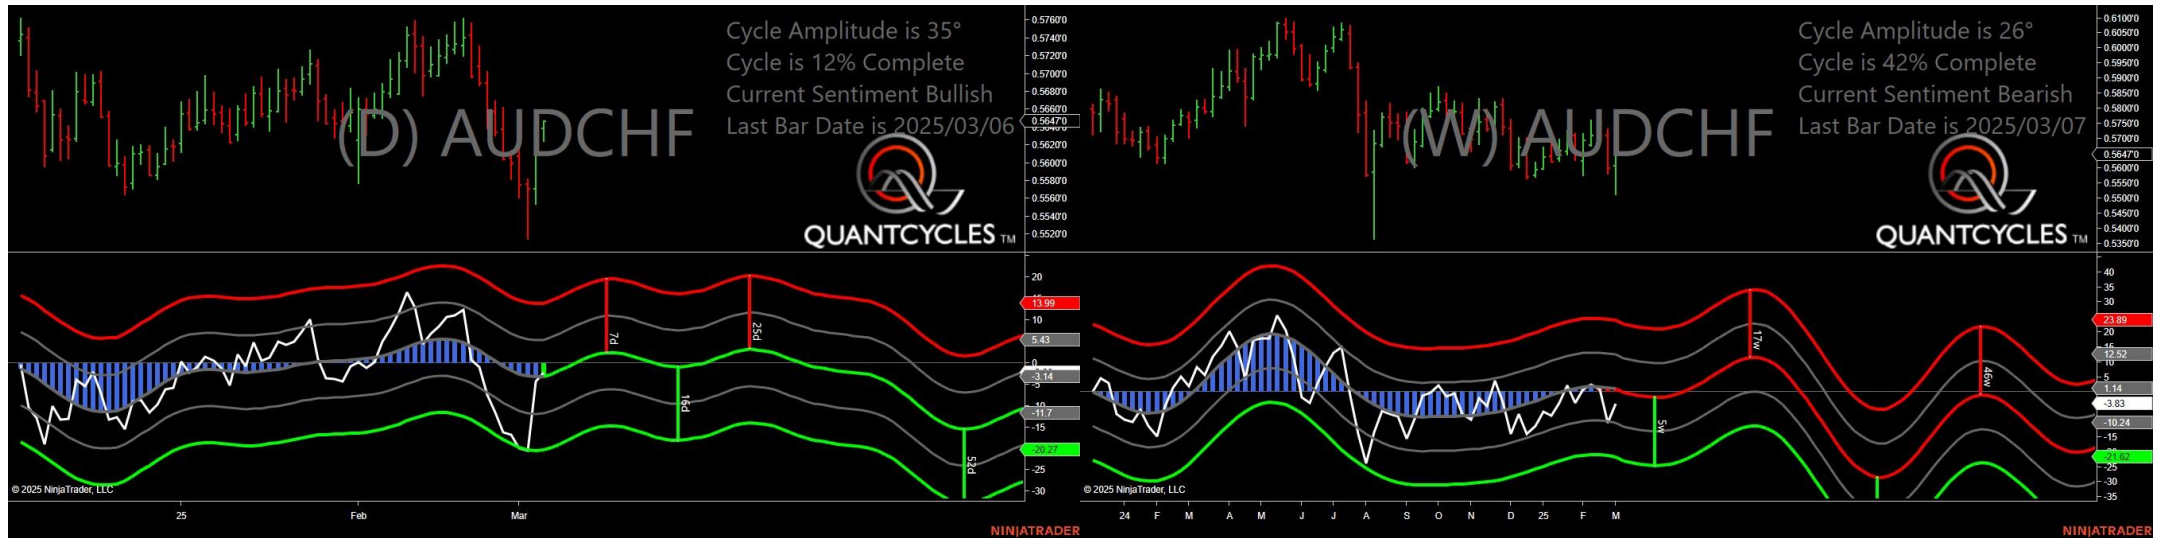 Cycle Amplitude is 35°
Cycle is 12% Complete
Current Sentiment Bullish
Last Bar Date is 2025/03/06
(D) AUDCHF
QUANTCYCLES TM
0.5760'0
0.5740'0
0.5720'0
0.5700'0
0.5680'0
0.5660'0
0.5647'0
0.5620'0
0.5600'0
0.5580'0
0.5560'0
0.5540'0
0.5520'0
20
13.99
10
5.43
0
-3.14
-5
-11.7
-15
-20.27
-25
-30
7d
16d
25d
52d
© 2025 NinjaTrader, LLC
25
Feb
Mar
NINJATRADER
Cycle Amplitude is 26°
Cycle is 42% Complete
Current Sentiment Bearish
Last Bar Date is 2025/03/07
(W) AUDCHF
QUANTCYCLES TM
0.6100'0
0.6050'0
0.6000'0
0.5950'0
0.5900'0
0.5850'0
0.5800'0
0.5750'0
0.5700'0
0.5647'0
0.5600'0
0.5550'0
0.5500'0
0.5450'0
0.5400'0
0.5350'0
40
35
30
23.89
20
12.52
10
5
1.14
-3.83
-10.24
-15
-21.62
-25
-30
-35
5w
17w
© 2025 NinjaTrader, LLC
24
F
M
A
M
J
J
A
S
O
N
D
25
F
M
NINJATRADER